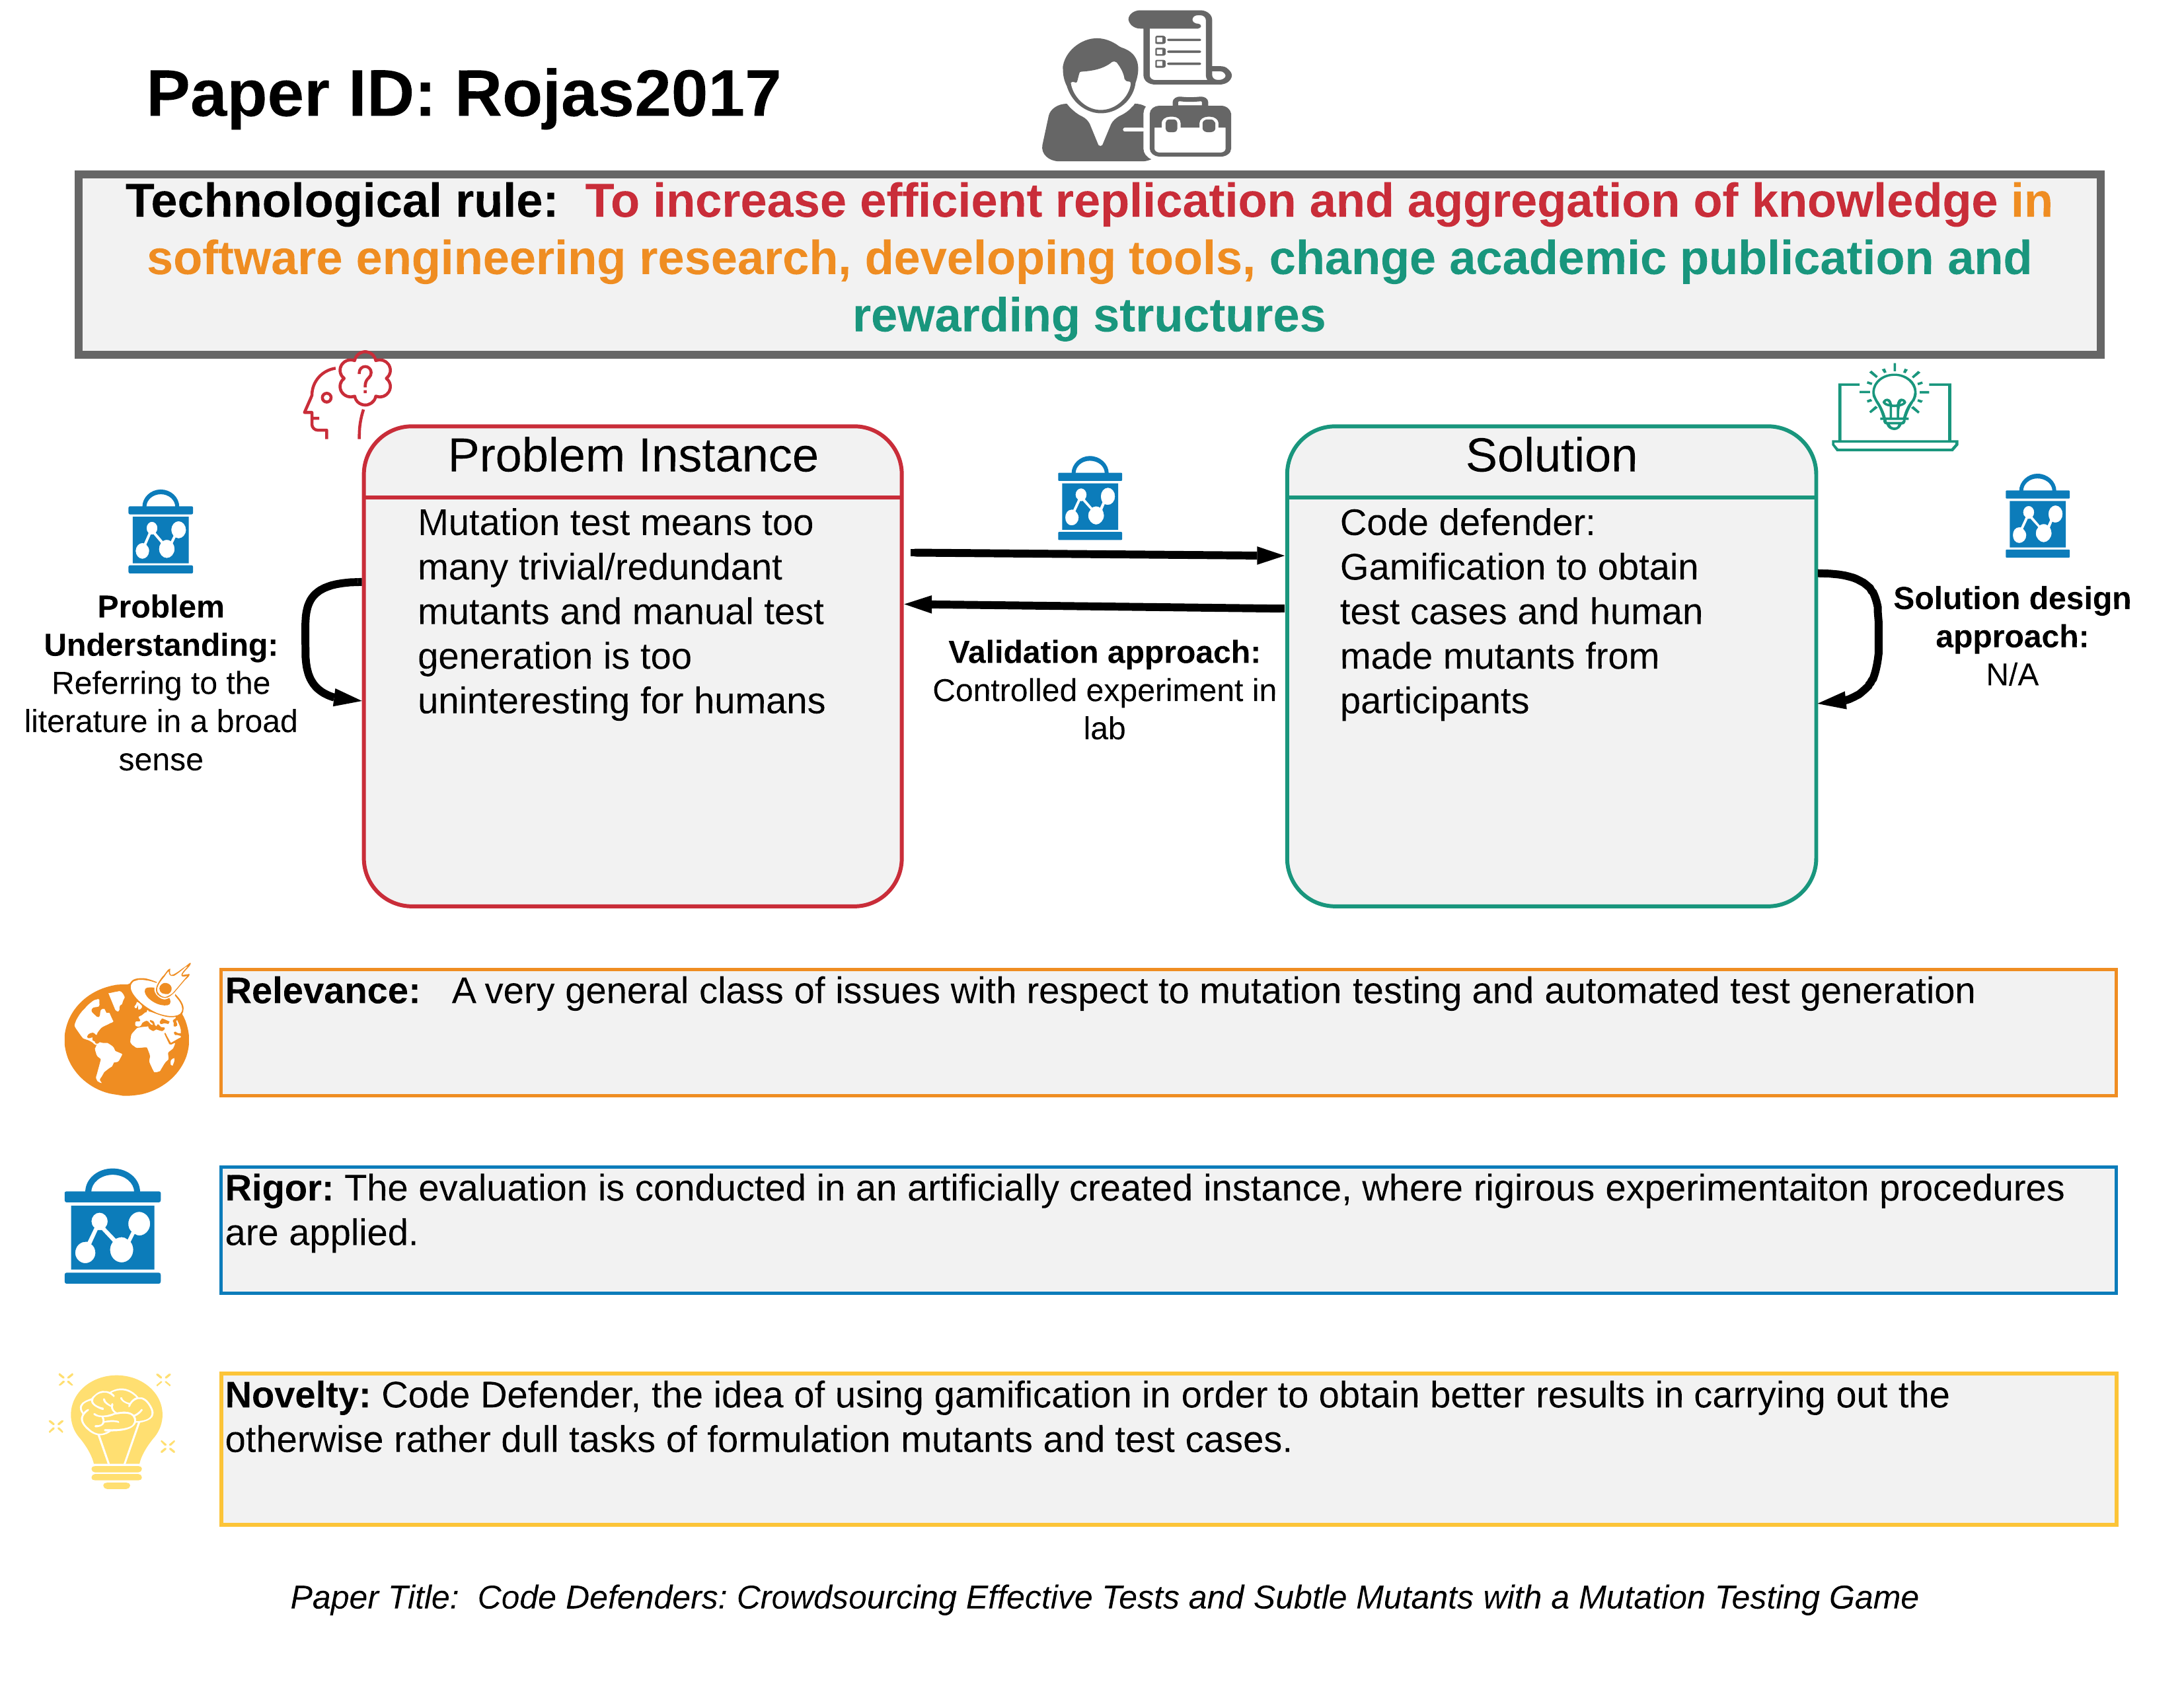 Paper ID: Rojas2017
Technological rule: To increase efficient replication and aggregation of knowledge in
software engineering research, developing tools, change academic publication and
rewarding structures
?
Problem Instance
Mutation test means too
many trivial/redundant
mutants and manual test
generation is too
uninteresting for humans
Problem
Understanding:
Referring to the
literature in a broad
sense
Validation approach:
Controlled experiment in
lab
Solution
Code defender:
Gamification to obtain
test cases and human
made mutants from
participants
Solution design
approach:
N/A
Relevance: A very general class of issues with respect to mutation testing and automated test generation
Rigor: The evaluation is conducted in an artificially created instance, where rigirous experimentaiton procedures
are applied.
Novelty: Code Defender, the idea of using gamification in order to obtain better results in carrying out the
otherwise rather dull tasks of formulation mutants and test cases.
Paper Title: Code Defenders: Crowdsourcing Effective Tests and Subtle Mutants with a Mutation Testing Game